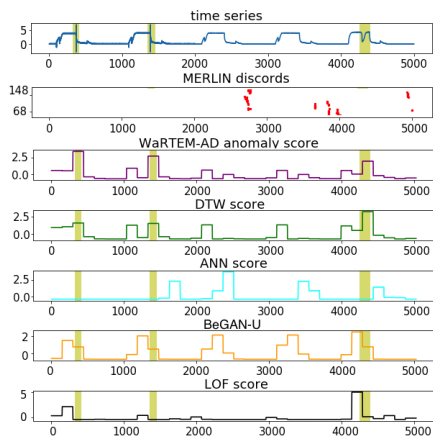 time series
5
0
0 1000 2000 3000 4000 5000
MERLIN discords
148
68
0 1000 2000 3000 4000 5000
WaRTEM-AD anomaly score
2.5
0.0
0 1000 2000 3000 4000 5000
DTW score
2.5
0.0
0 1000 2000 3000 4000 5000
ANN score
2.5
0.0
0 1000 2000 3000 4000 5000
BeGAN-U
2
0
0 1000 2000 3000 4000 5000
LOF score
5
0
0 1000 2000 3000 4000 5000